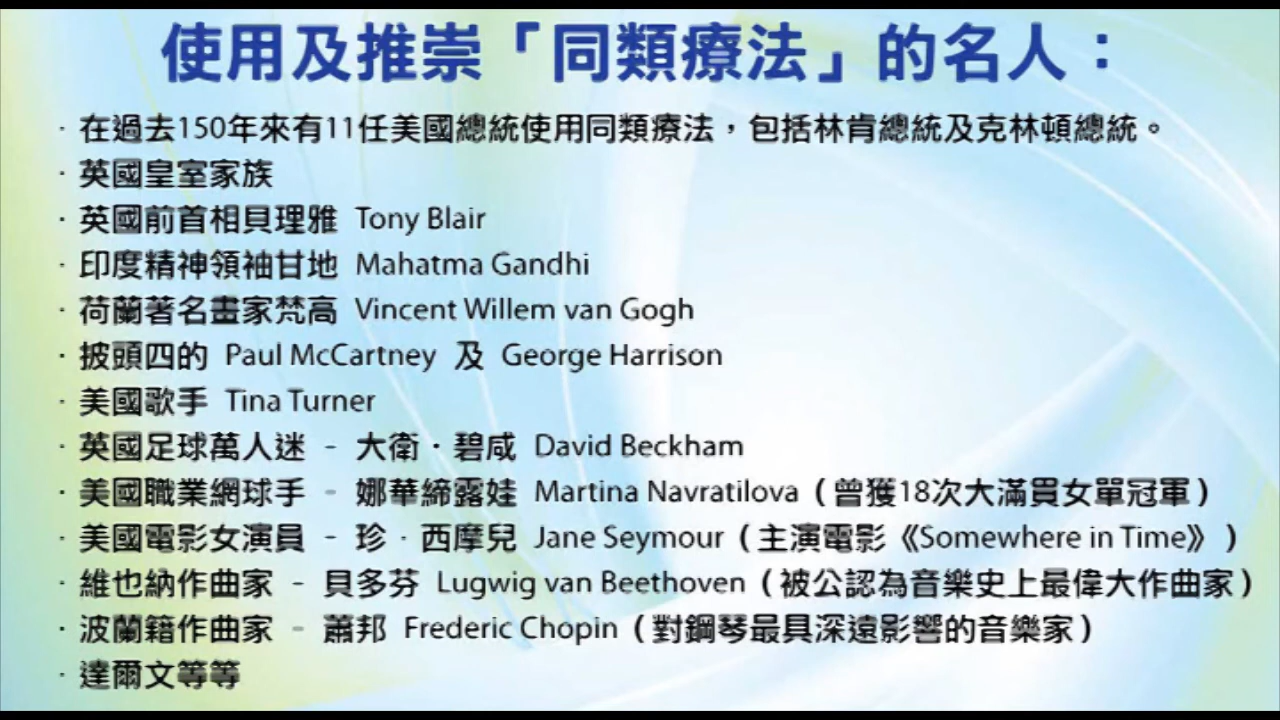 使用及推崇「同類療法」的名人：
· 在過去150年來有11任美國總統使用同類療法，包括林肯總統及克林頓總統。
· 英國皇室家族
· 英國前首相貝理雅 Tony Blair
· 印度精神領袖甘地 Mahatma Gandhi
· 荷蘭著名畫家梵高 Vincent Willem van Gogh
· 披頭四的 Paul McCartney 及 George Harrison
· 美國歌手 Tina Turner
· 英國足球萬人迷 - 大衛·碧咸 David Beckham
· 美國職業網球手 - 娜華締露娃 Martina Navratilova（曾獲18次大滿貫女單冠軍）
· 美國電影女演員 - 珍·西摩兒 Jane Seymour（主演電影《Somewhere in Time》）
· 維也納作曲家 - 貝多芬 Lugwig van Beethoven（被公認為音樂史上最偉大作曲家）
· 波蘭籍作曲家 - 蕭邦 Frederic Chopin（對鋼琴最具深遠影響的音樂家）
· 達爾文等等